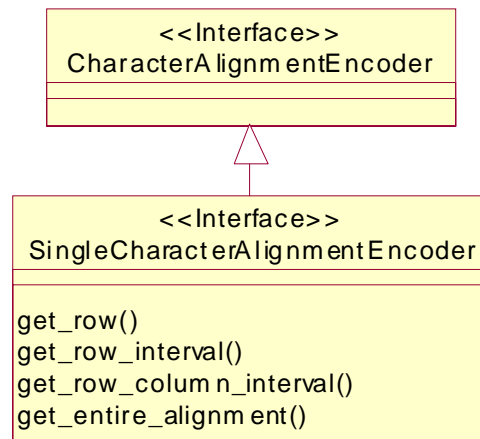 <<Interface>>
CharacterAlignmentEncoder
<<Interface>>
SingleCharacterAlignmentEncoder
get_row()
get_row_interval()
get_row_column_interval()
get_entire_alignment()